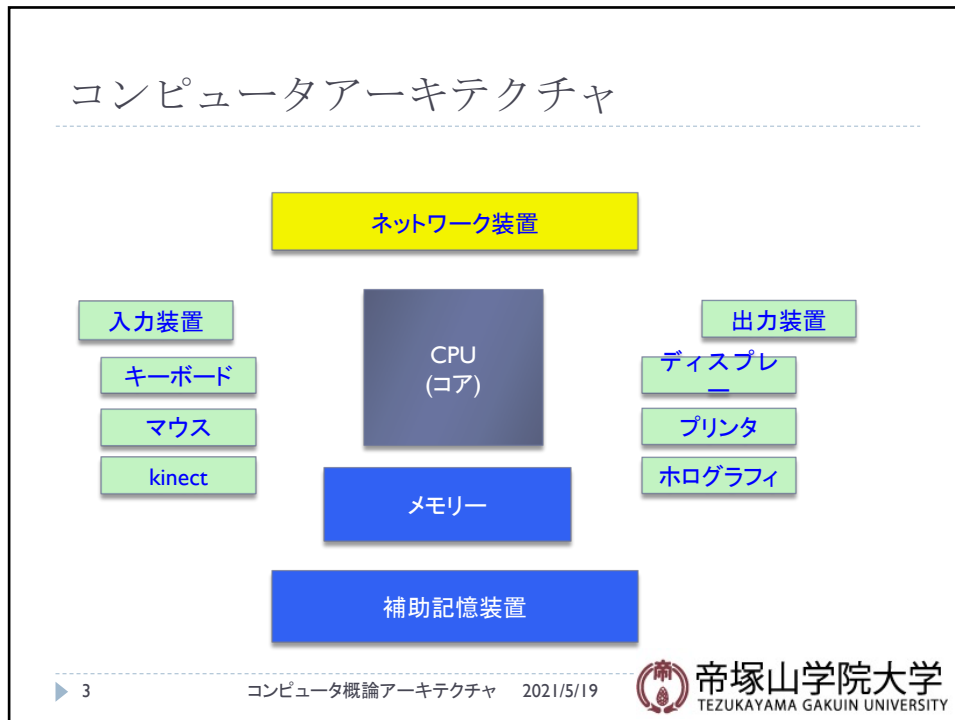 コンピュータアーキテクチャ
ネットワーク装置
入力装置
キーボード
マウス
kinect
CPU
(コア)
メモリー
補助記憶装置
出力装置
ディスプレ
ー
プリンタ
ホログラフィ
3 コンピュータ概論アーキテクチャ 2021/5/19
帝
帝塚山学院大学
TEZUKAYAMA GAKUIN UNIVERSITY